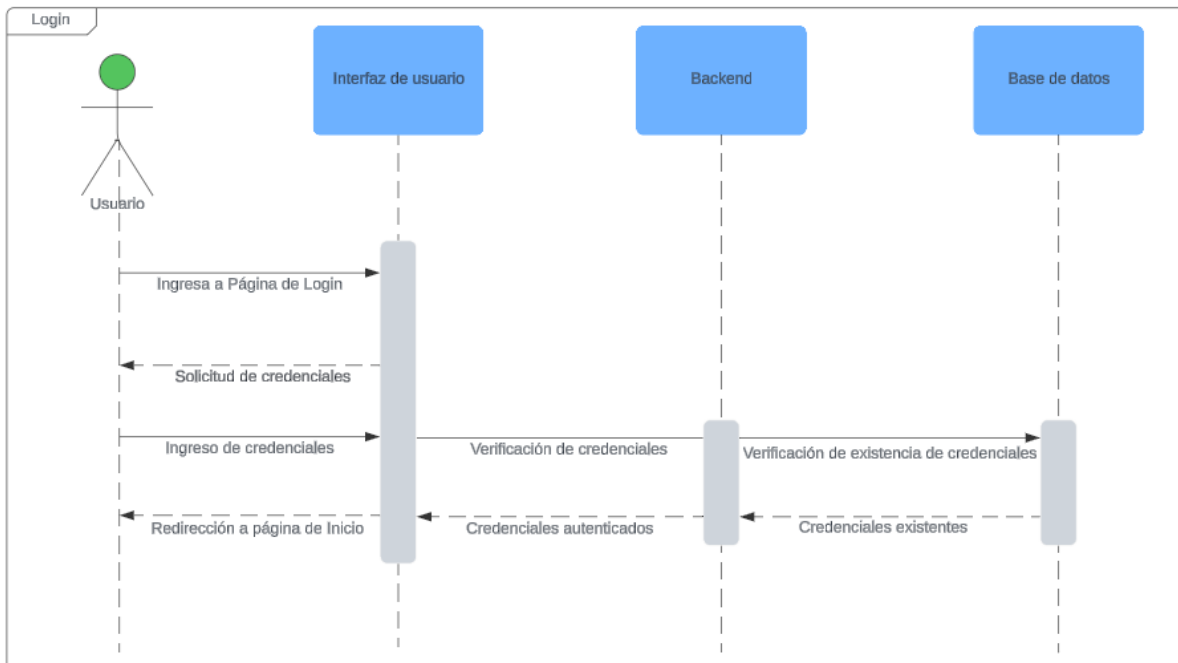 Login
Interfaz de usuario
Backend
Base de datos
Usuario
Ingresa a Página de Login
Solicitud de credenciales
Ingreso de credenciales
Verificación de credenciales
Verificación de existencia de credenciales
Redirección a página de Inicio
Credenciales autenticados
Credenciales existentes